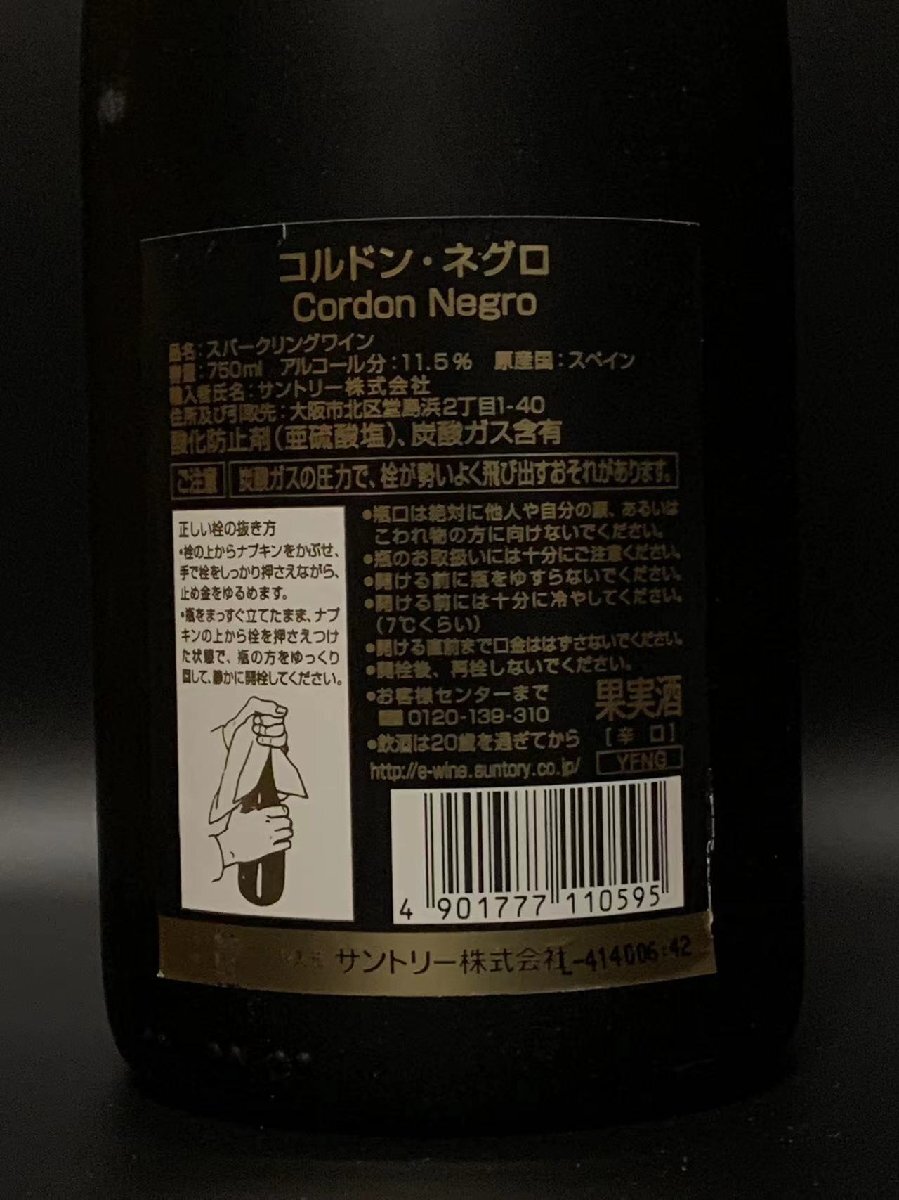 コルドン・ネグロ
Cordon Negro
品名：スパークリングワイン
容量：750ml アルコール分：11.5% 原産国：スペイン
輸入者氏名：サントリー株式会社
住所及び引取先：大阪市北区堂島浜2丁目1-40
酸化防止剤（亜硫酸塩）、炭酸ガス含有
ご注意 炭酸ガスの圧力で、栓が勢いよく飛び出すおそれがあります。
正しい栓の抜き方
•栓の上からナプキンをかぶせ、
手で栓をしっかり押さえながら、
止め金をゆるめます。
•瓶をまっすぐ立てたまま、ナプ
キンの上から栓を押さえつけ
た状態で、瓶の方をゆっくり
回して、静かに開栓してください。
●瓶口は絶対に他人や自分の顔、あるいは
こわれ物の方に向けないでください。
●瓶のお取扱いには十分にご注意ください。
●開ける前に瓶をゆすらないでください。
●開ける前には十分に冷やしてください。
（7℃くらい）
●開ける直前まで口金ははずさないでください。
●開栓後、再栓しないでください。
●お客様センターまで
0120-139-310
●飲酒は20歳を過ぎてから
http://e-wine.suntory.co.jp/
果実酒
［辛口］
YFNG
4 901777 110595
サントリー株式会社 L-414006:42